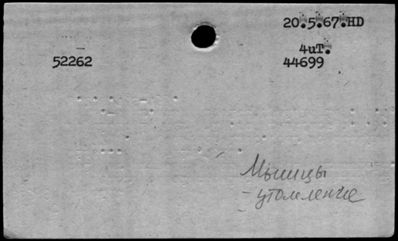 20.5.67.HD
4uT.
52262 44699
Мышцы
- утомление